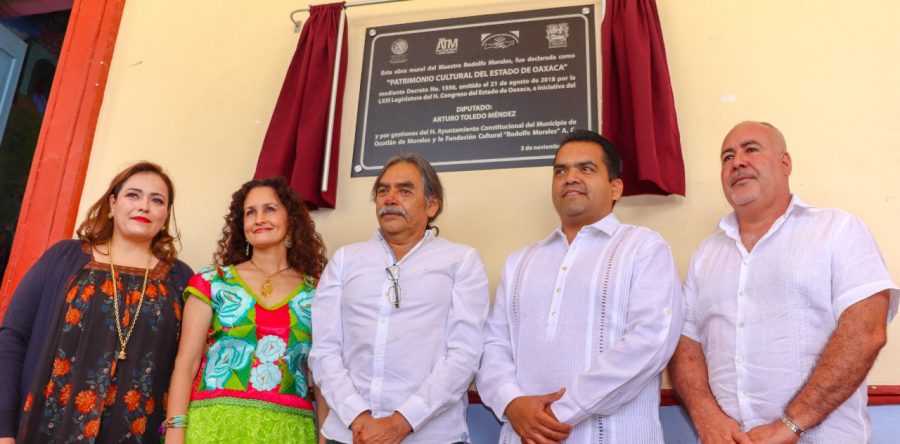 ATM
Esta obra mural del Maestro Rodolfo Morales, fue declarada como
"PATRIMONIO CULTURAL DEL ESTADO DE OAXACA"
mediante Decreto No. 1556, emitido el 21 de agosto de 2018 por la
LXIII Legislatura del H. Congreso del Estado de Oaxaca, a iniciativa del
DIPUTADO:
ARTURO TOLEDO MÉNDEZ
y por gestiones del H. Ayuntamiento Constitucional del Municipio de
Ocotlán de Morelos y la Fundación Cultural "Rodolfo Morales" A. C.
3 de noviembre